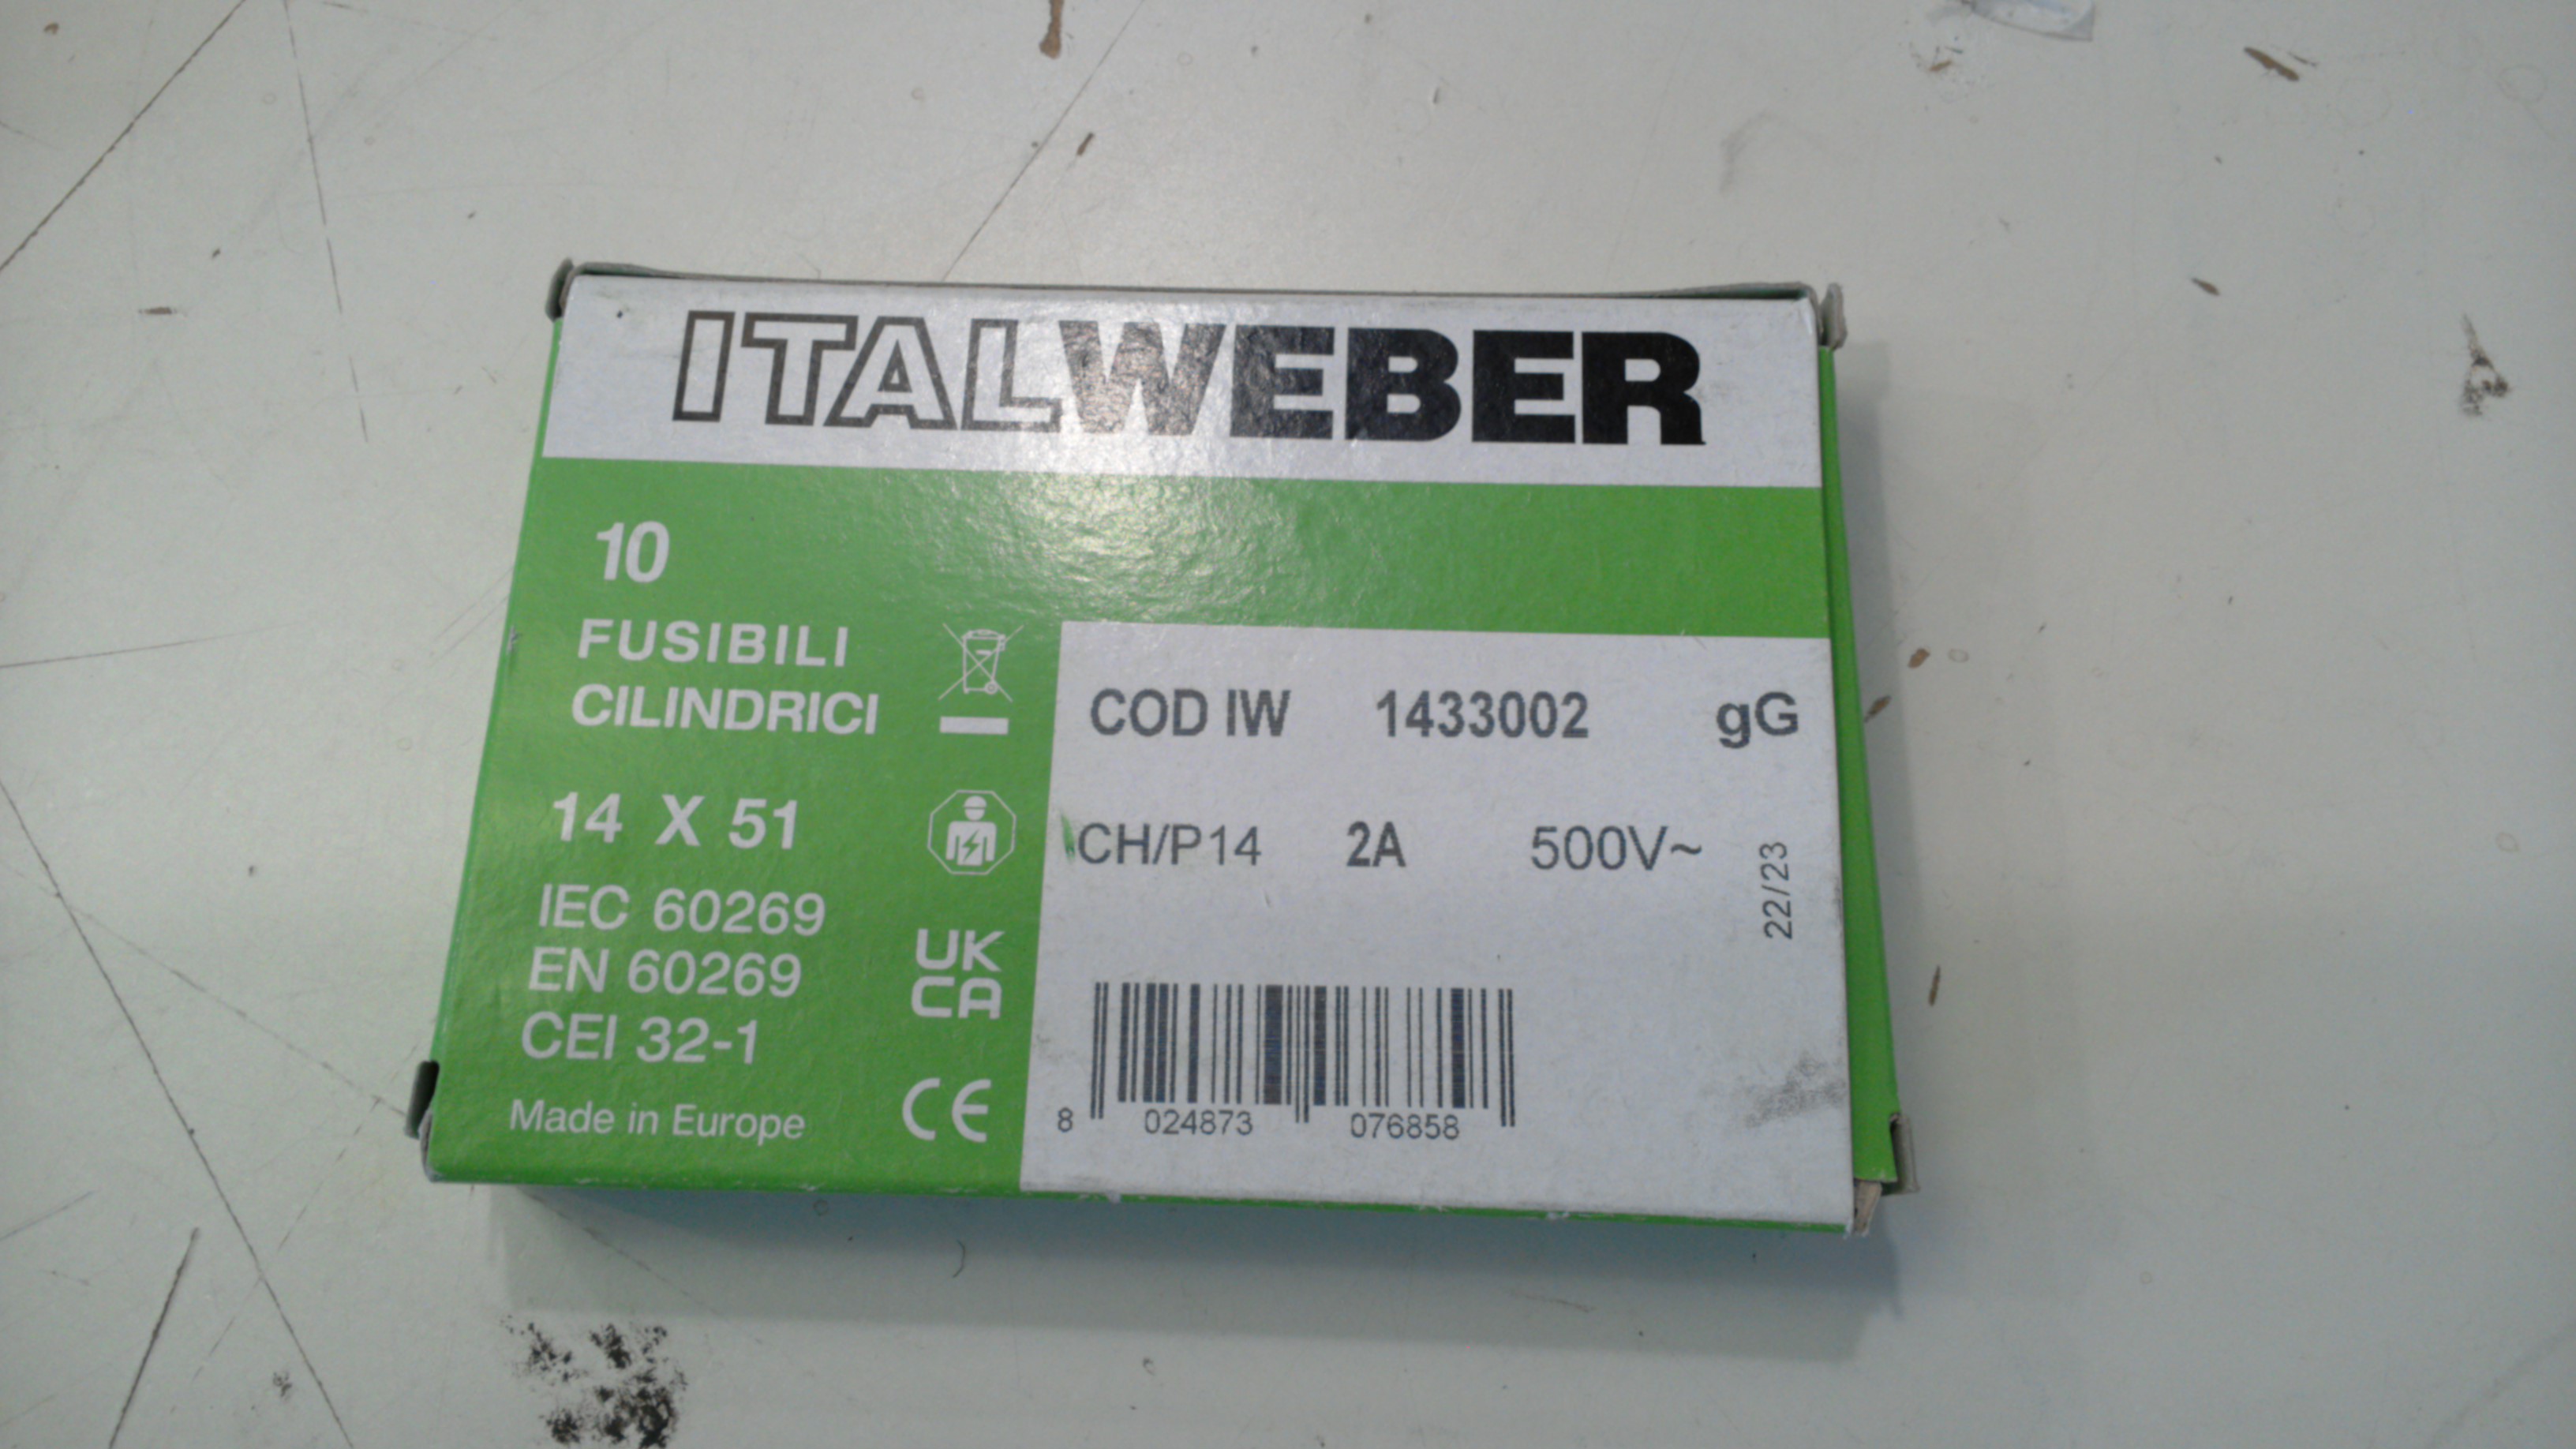 ITALWEBER
10
FUSIBILI
CILINDRICI
14 X 51
IEC 60269
EN 60269
CEI 32-1
Made in Europe
UK
CA
CE
COD IW 1433002 gG
CH/P14 2A 500V~
22/23
8 024873 076858